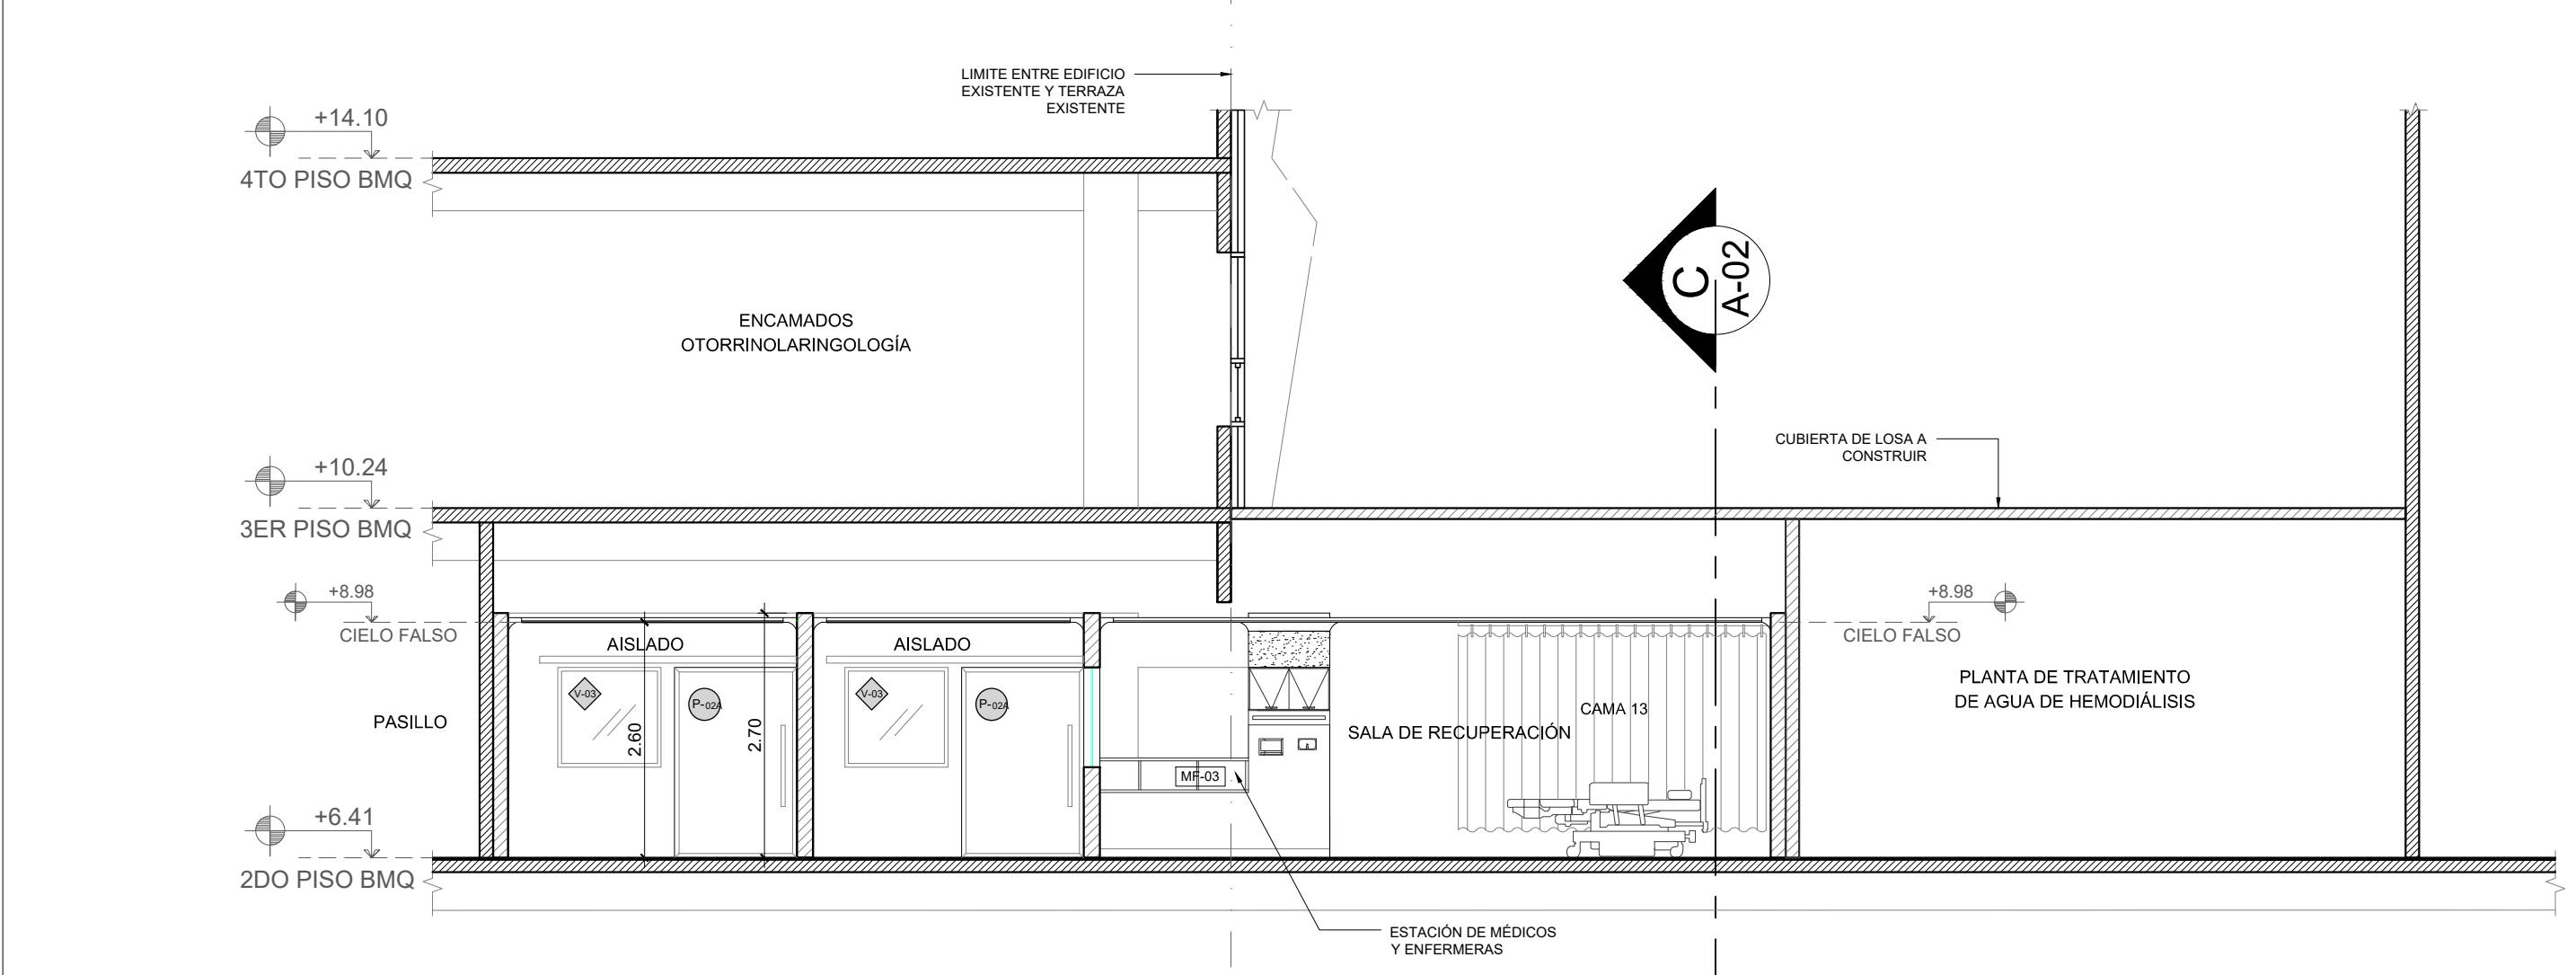 LIMITE ENTRE EDIFICIO
EXISTENTE Y TERRAZA
EXISTENTE
+14.10
4TO PISO BMQ
C
A-02
ENCAMADOS
OTORRINOLARINGOLOGÍA
CUBIERTA DE LOSA A
CONSTRUIR
+10.24
3ER PISO BMQ
+8.98
CIELO FALSO
+8.98
CIELO FALSO
AISLADO
AISLADO
V-03
P-02A
V-03
P-02A
PASILLO
2.60
2.70
CAMA 13
SALA DE RECUPERACIÓN
PLANTA DE TRATAMIENTO
DE AGUA DE HEMODIÁLISIS
MF-03
+6.41
2DO PISO BMQ
ESTACIÓN DE MÉDICOS
Y ENFERMERAS